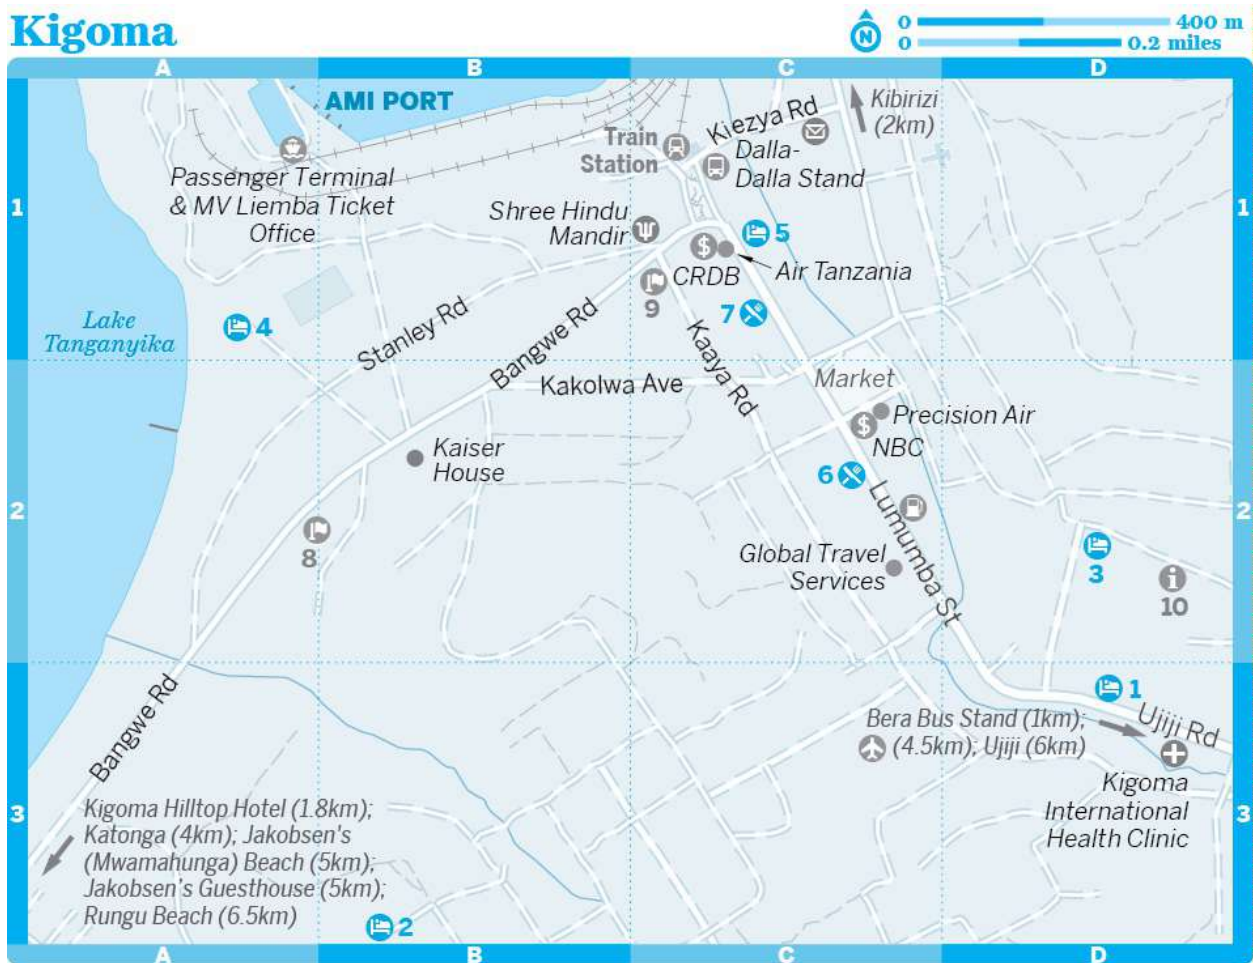 Kigoma
0 400 m
N
0 0.2 miles
A B C D
AMI PORT
Kibirizi
(2km)
Kiezya Rd
Train
Station
Dalla-
Dalla Stand
Passenger Terminal
& MV Liemba Ticket
Office
1
1
Shree Hindu
Mandir
$
5
CRDB
Air Tanzania
9
7
Lake
Tanganyika
4
Stanley Rd
Bangwe Rd
Kaaya Rd
Kakolwa Ave
Market
Precision Air
$
NBC
Kaiser
House
6
2
2
Lumumba St
8
Global Travel
Services
3
i
10
1
Bangwe Rd
Bera Bus Stand (1km);
(4.5km); Ujiji (6km)
Ujiji Rd
Kigoma
International
Health Clinic
3
3
Kigoma Hilltop Hotel (1.8km);
Katonga (4km); Jakobsen's
(Mwamahunga) Beach (5km);
Jakobsen's Guesthouse (5km);
Rungu Beach (6.5km)
2
A B C D